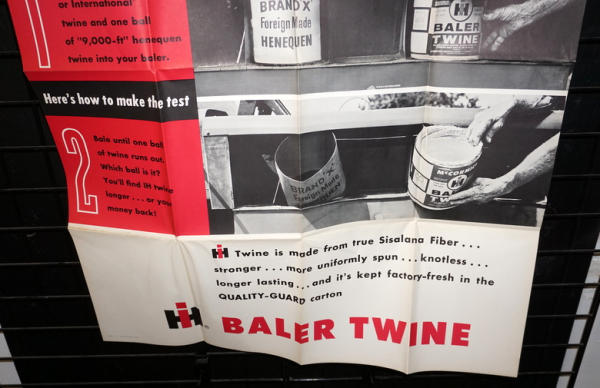 1
or International
twine and one ball
of "9,000-ft" henequen
twine into your baler.
BRAND "X"
Foreign Made
HENEQUEN
IH
BALER
TWINE
Here's how to make the test
2
Bale until one ball
of twine runs out.
Which ball is it?
You'll find IH twine
longer...or your
money back!
BRAND "X"
Foreign Made
HENEQUEN
McCORMICK
IH
BALER
TWINE
IH Twine is made from true Sisalana Fiber...
stronger...more uniformly spun...knotless...
longer lasting...and it's kept factory-fresh in the
QUALITY-GUARD carton
IH® BALER TWINE